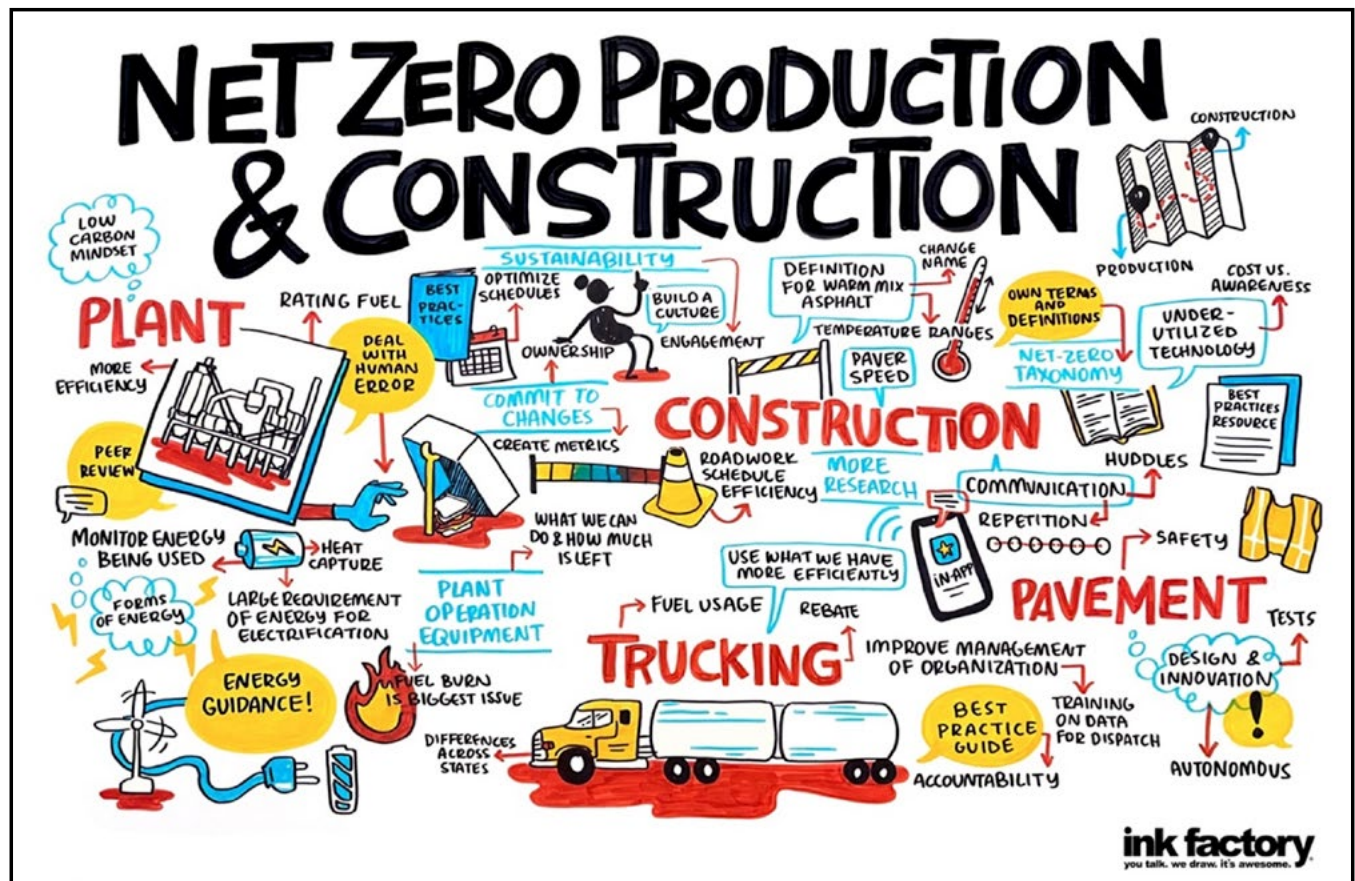 NET ZERO PRODUCTION
& CONSTRUCTION
CONSTRUCTION
PRODUCTION
LOW
CARBON
MINDSET
PLANT
RATING FUEL
MORE
EFFICIENCY
DEAL
WITH
HUMAN
ERROR
PEER
REVIEW
MONITOR ENERGY
BEING USED
HEAT
CAPTURE
FORMS
OF ENERGY
LARGE REQUIREMENT
OF ENERGY FOR
ELECTRIFICATION
ENERGY
GUIDANCE!
SUSTAINABILITY
BEST
PRAC-
TICES
OPTIMIZE
SCHEDULES
BUILD A
CULTURE
OWNERSHIP
ENGAGEMENT
COMMIT TO
CHANGES
CREATE METRICS
WHAT WE CAN
DO & HOW MUCH
IS LEFT
PLANT
OPERATION
EQUIPMENT
FUEL BURN
IS BIGGEST ISSUE
DEFINITION
FOR WARM MIX
ASPHALT
CHANGE
NAME
TEMPERATURE RANGES
OWN TERMS
AND
DEFINITIONS
NET-ZERO
TAXONOMY
COST VS.
AWARENESS
UNDER-
UTILIZED
TECHNOLOGY
PAVER
SPEED
CONSTRUCTION
BEST
PRACTICES
RESOURCE
ROADWORK
SCHEDULE
EFFICIENCY
MORE
RESEARCH
COMMUNICATION
HUDDLES
REPETITION
IN-APP
USE WHAT WE HAVE
MORE EFFICIENTLY
FUEL USAGE
REBATE
TRUCKING
DIFFERENCES
ACROSS
STATES
IMPROVE MANAGEMENT
OF ORGANIZATION
TRAINING
ON DATA
FOR DISPATCH
BEST
PRACTICE
GUIDE
ACCOUNTABILITY
SAFETY
PAVEMENT
TESTS
DESIGN &
INNOVATION
!
AUTONOMOUS
ink factory
you talk. we draw. it's awesome.